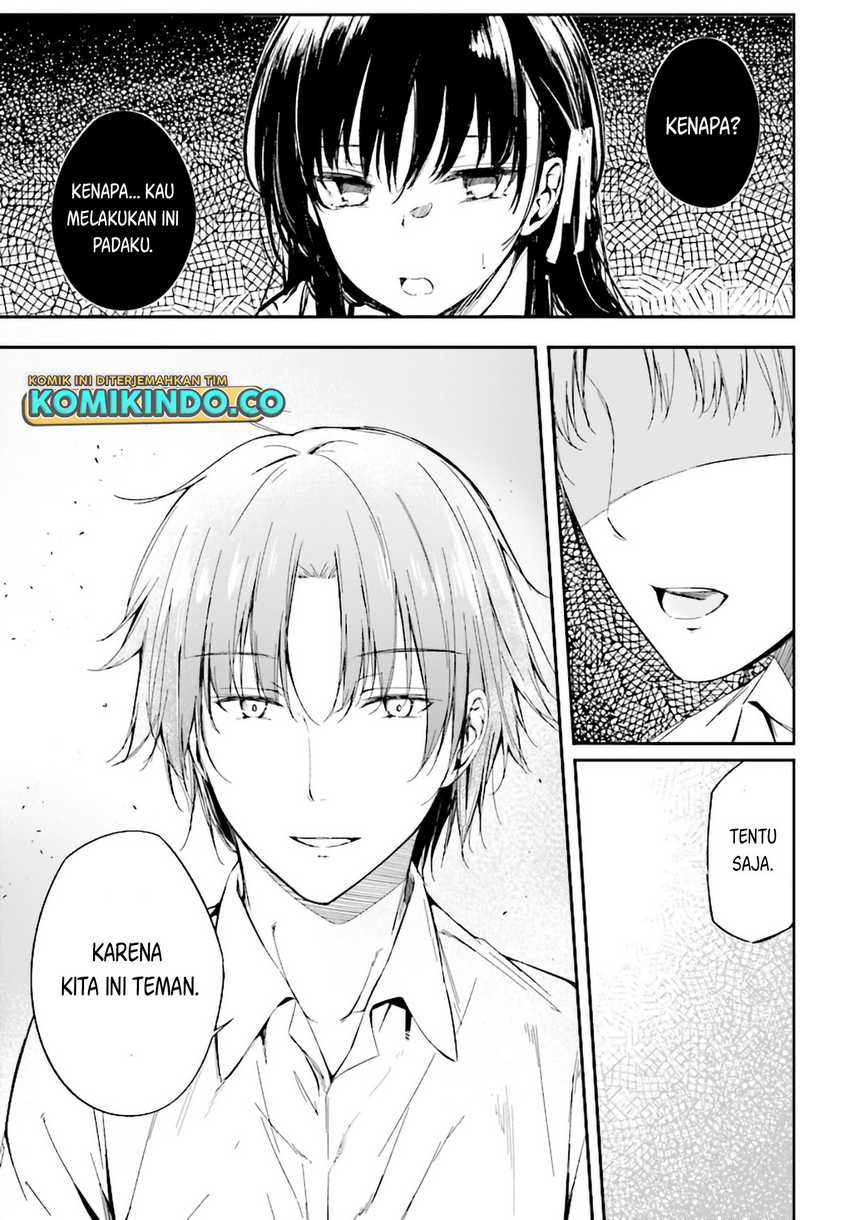 KENAPA?
KENAPA... KAU
MELAKUKAN INI
PADAKU.
KOMIK INI DITERJEMAHKAN TIM
KOMIKINDO.CO
TENTU
SAJA.
KARENA
KITA INI TEMAN.